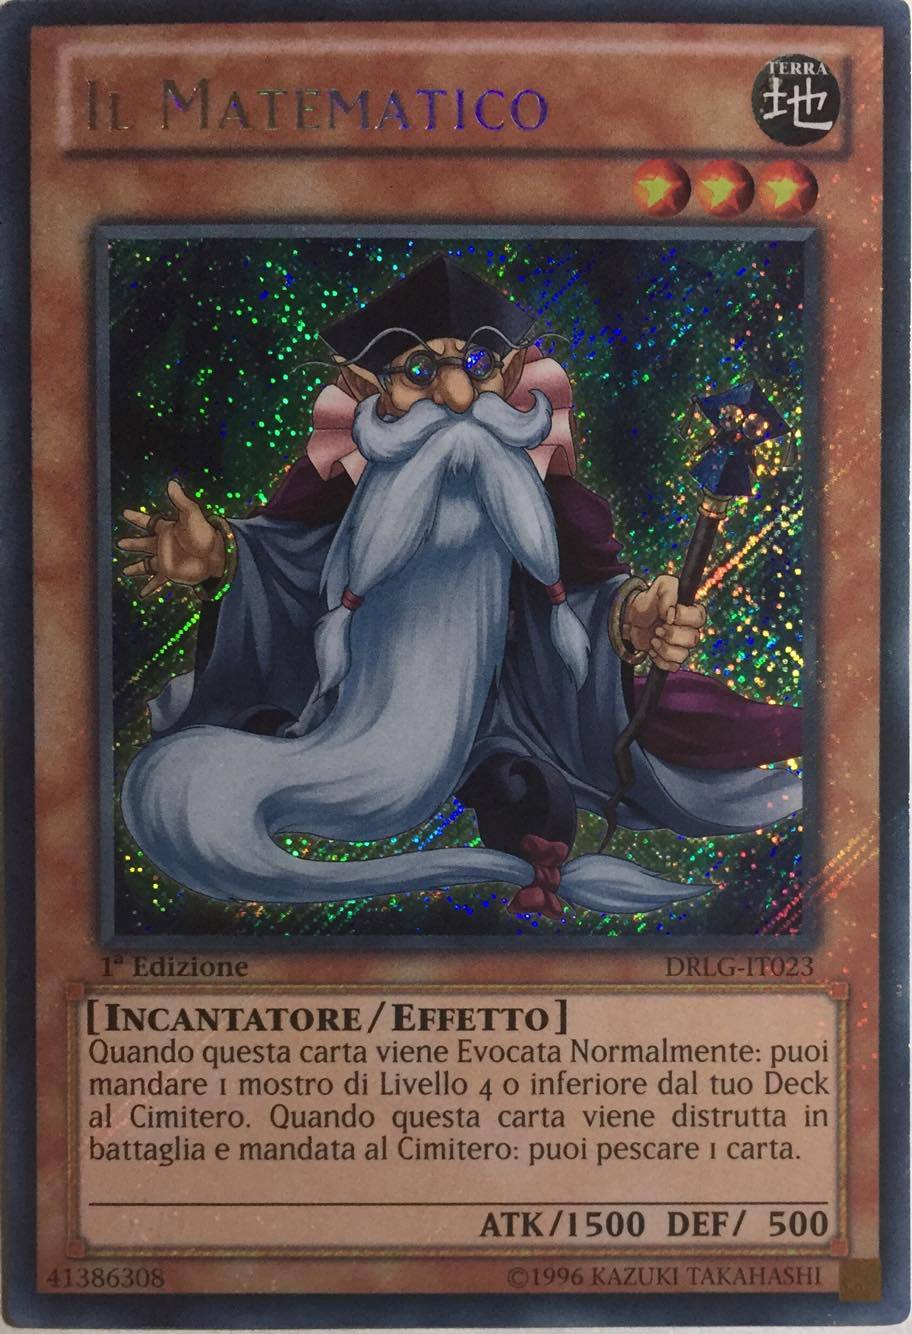 Il Matematico
TERRA
地
1ª Edizione
DRLG-IT023
[Incantatore/Effetto]
Quando questa carta viene Evocata Normalmente: puoi
mandare 1 mostro di Livello 4 o inferiore dal tuo Deck
al Cimitero. Quando questa carta viene distrutta in
battaglia e mandata al Cimitero: puoi pescare 1 carta.
ATK/1500 DEF/ 500
41386308
©1996 KAZUKI TAKAHASHI